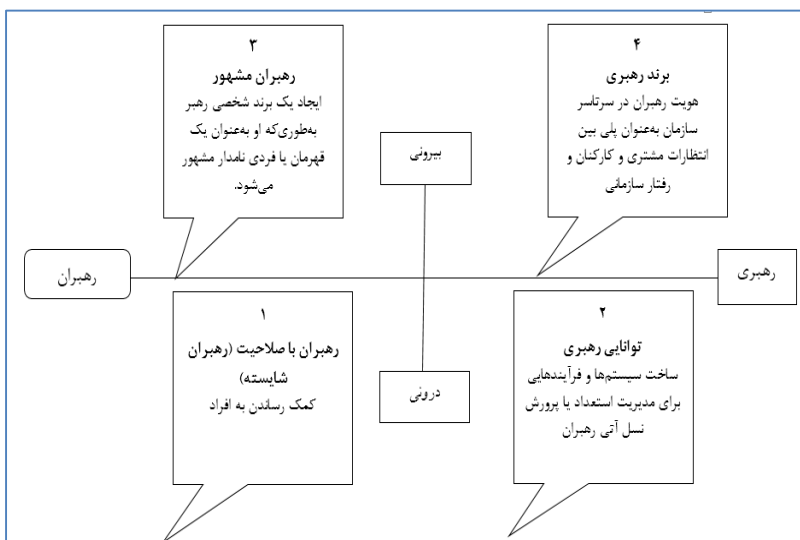 ۳
رهبران مشهور
ایجاد یک برند شخصی رهبر
به‌طوری‌که او به‌عنوان یک
قهرمان یا فردی نامدار مشهور
می‌شود.
۴
برند رهبری
هویت رهبران در سرتاسر
سازمان به‌عنوان پلی بین
انتظارات مشتری و کارکنان و
رفتار سازمانی
بیرونی
رهبران
رهبری
۱
رهبران با صلاحیت (رهبران
شایسته)
کمک رساندن به افراد
۲
توانایی رهبری
ساخت سیستم‌ها و فرآیندهایی
برای مدیریت استعداد یا پرورش
نسل آتی رهبران
درونی